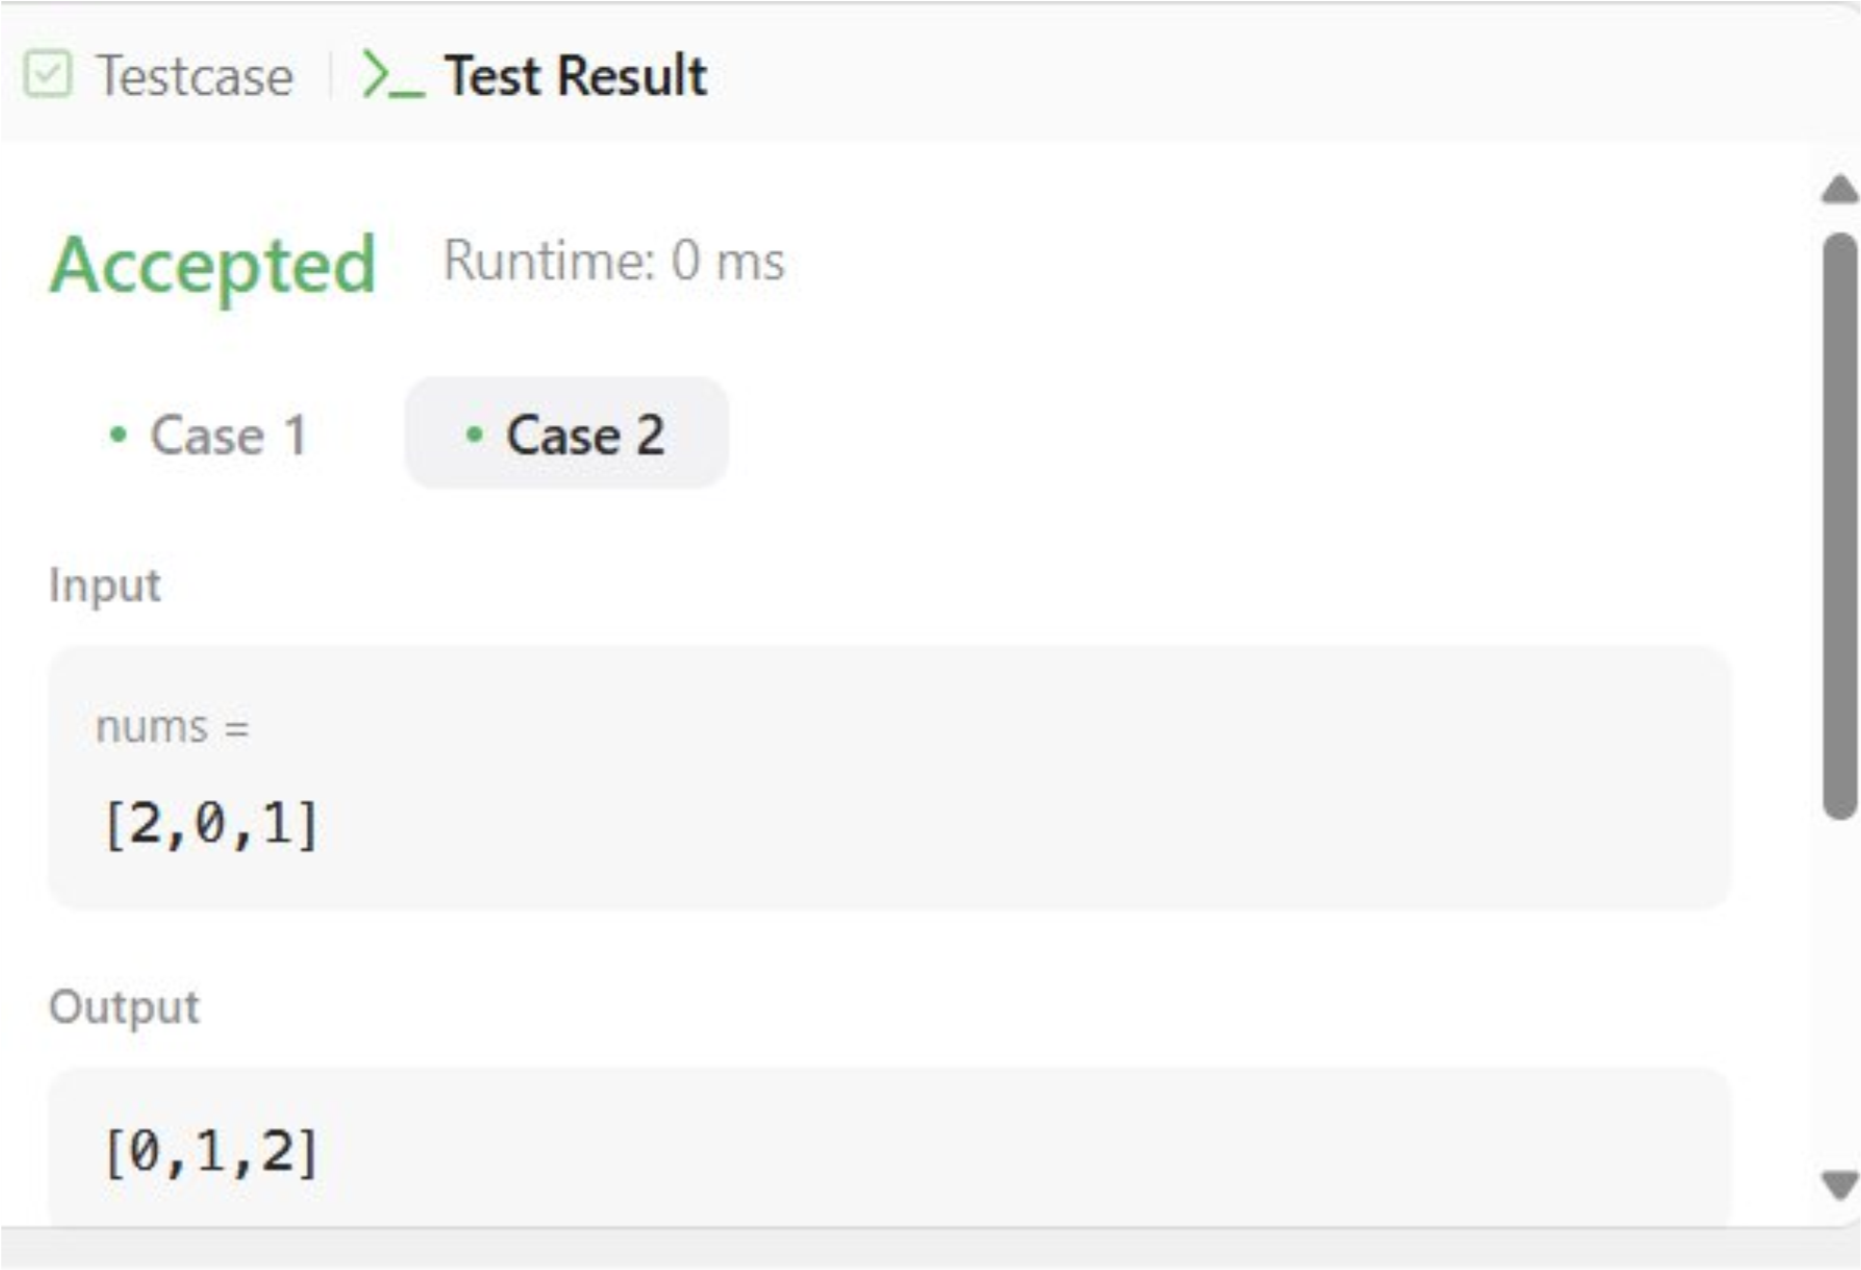 Testcase >_ Test Result
Accepted Runtime: 0 ms
• Case 1 • Case 2
Input
nums =
[2,0,1]
Output
[0,1,2]